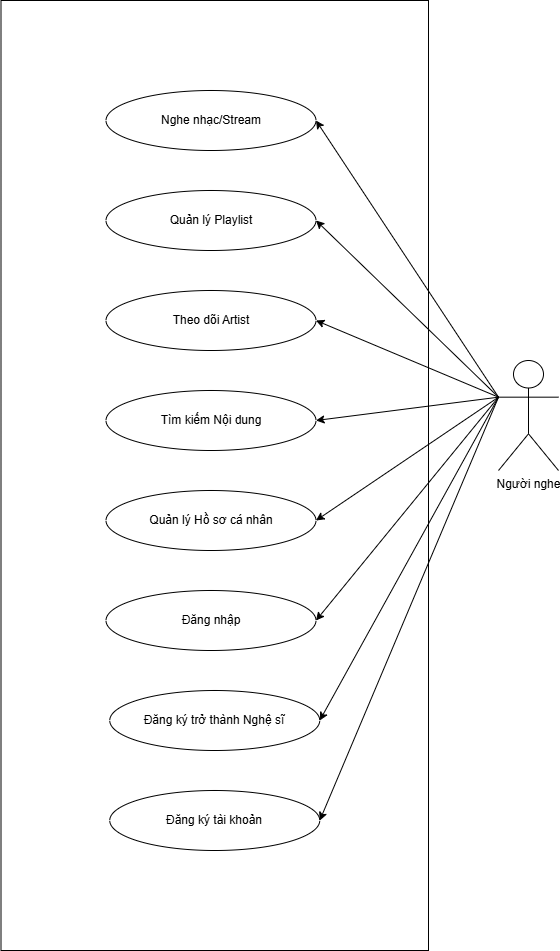 Nghe nhạc/Stream
Quản lý Playlist
Theo dõi Artist
Tìm kiếm Nội dung
Người nghe
Quản lý Hồ sơ cá nhân
Đăng nhập
Đăng ký trở thành Nghệ sĩ
Đăng ký tài khoản